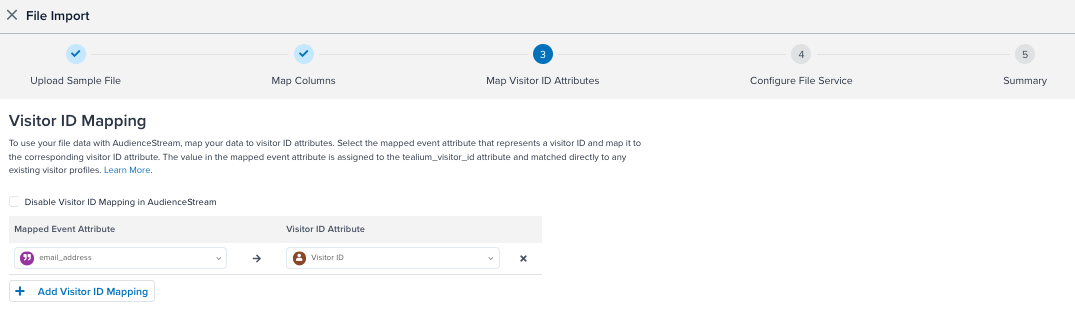 File Import
3
4
5
Upload Sample File
Map Columns
Map Visitor ID Attributes
Configure File Service
Summary
Visitor ID Mapping
To use your file data with AudienceStream, map your data to visitor ID attributes. Select the mapped event attribute that represents a visitor ID and map it to
the corresponding visitor ID attribute. The value in the mapped event attribute is assigned to the tealium_visitor_id attribute and matched directly to any
existing visitor profiles. Learn More.
Disable Visitor ID Mapping in AudienceStream
Mapped Event Attribute
Visitor ID Attribute
email_address
Visitor ID
Add Visitor ID Mapping